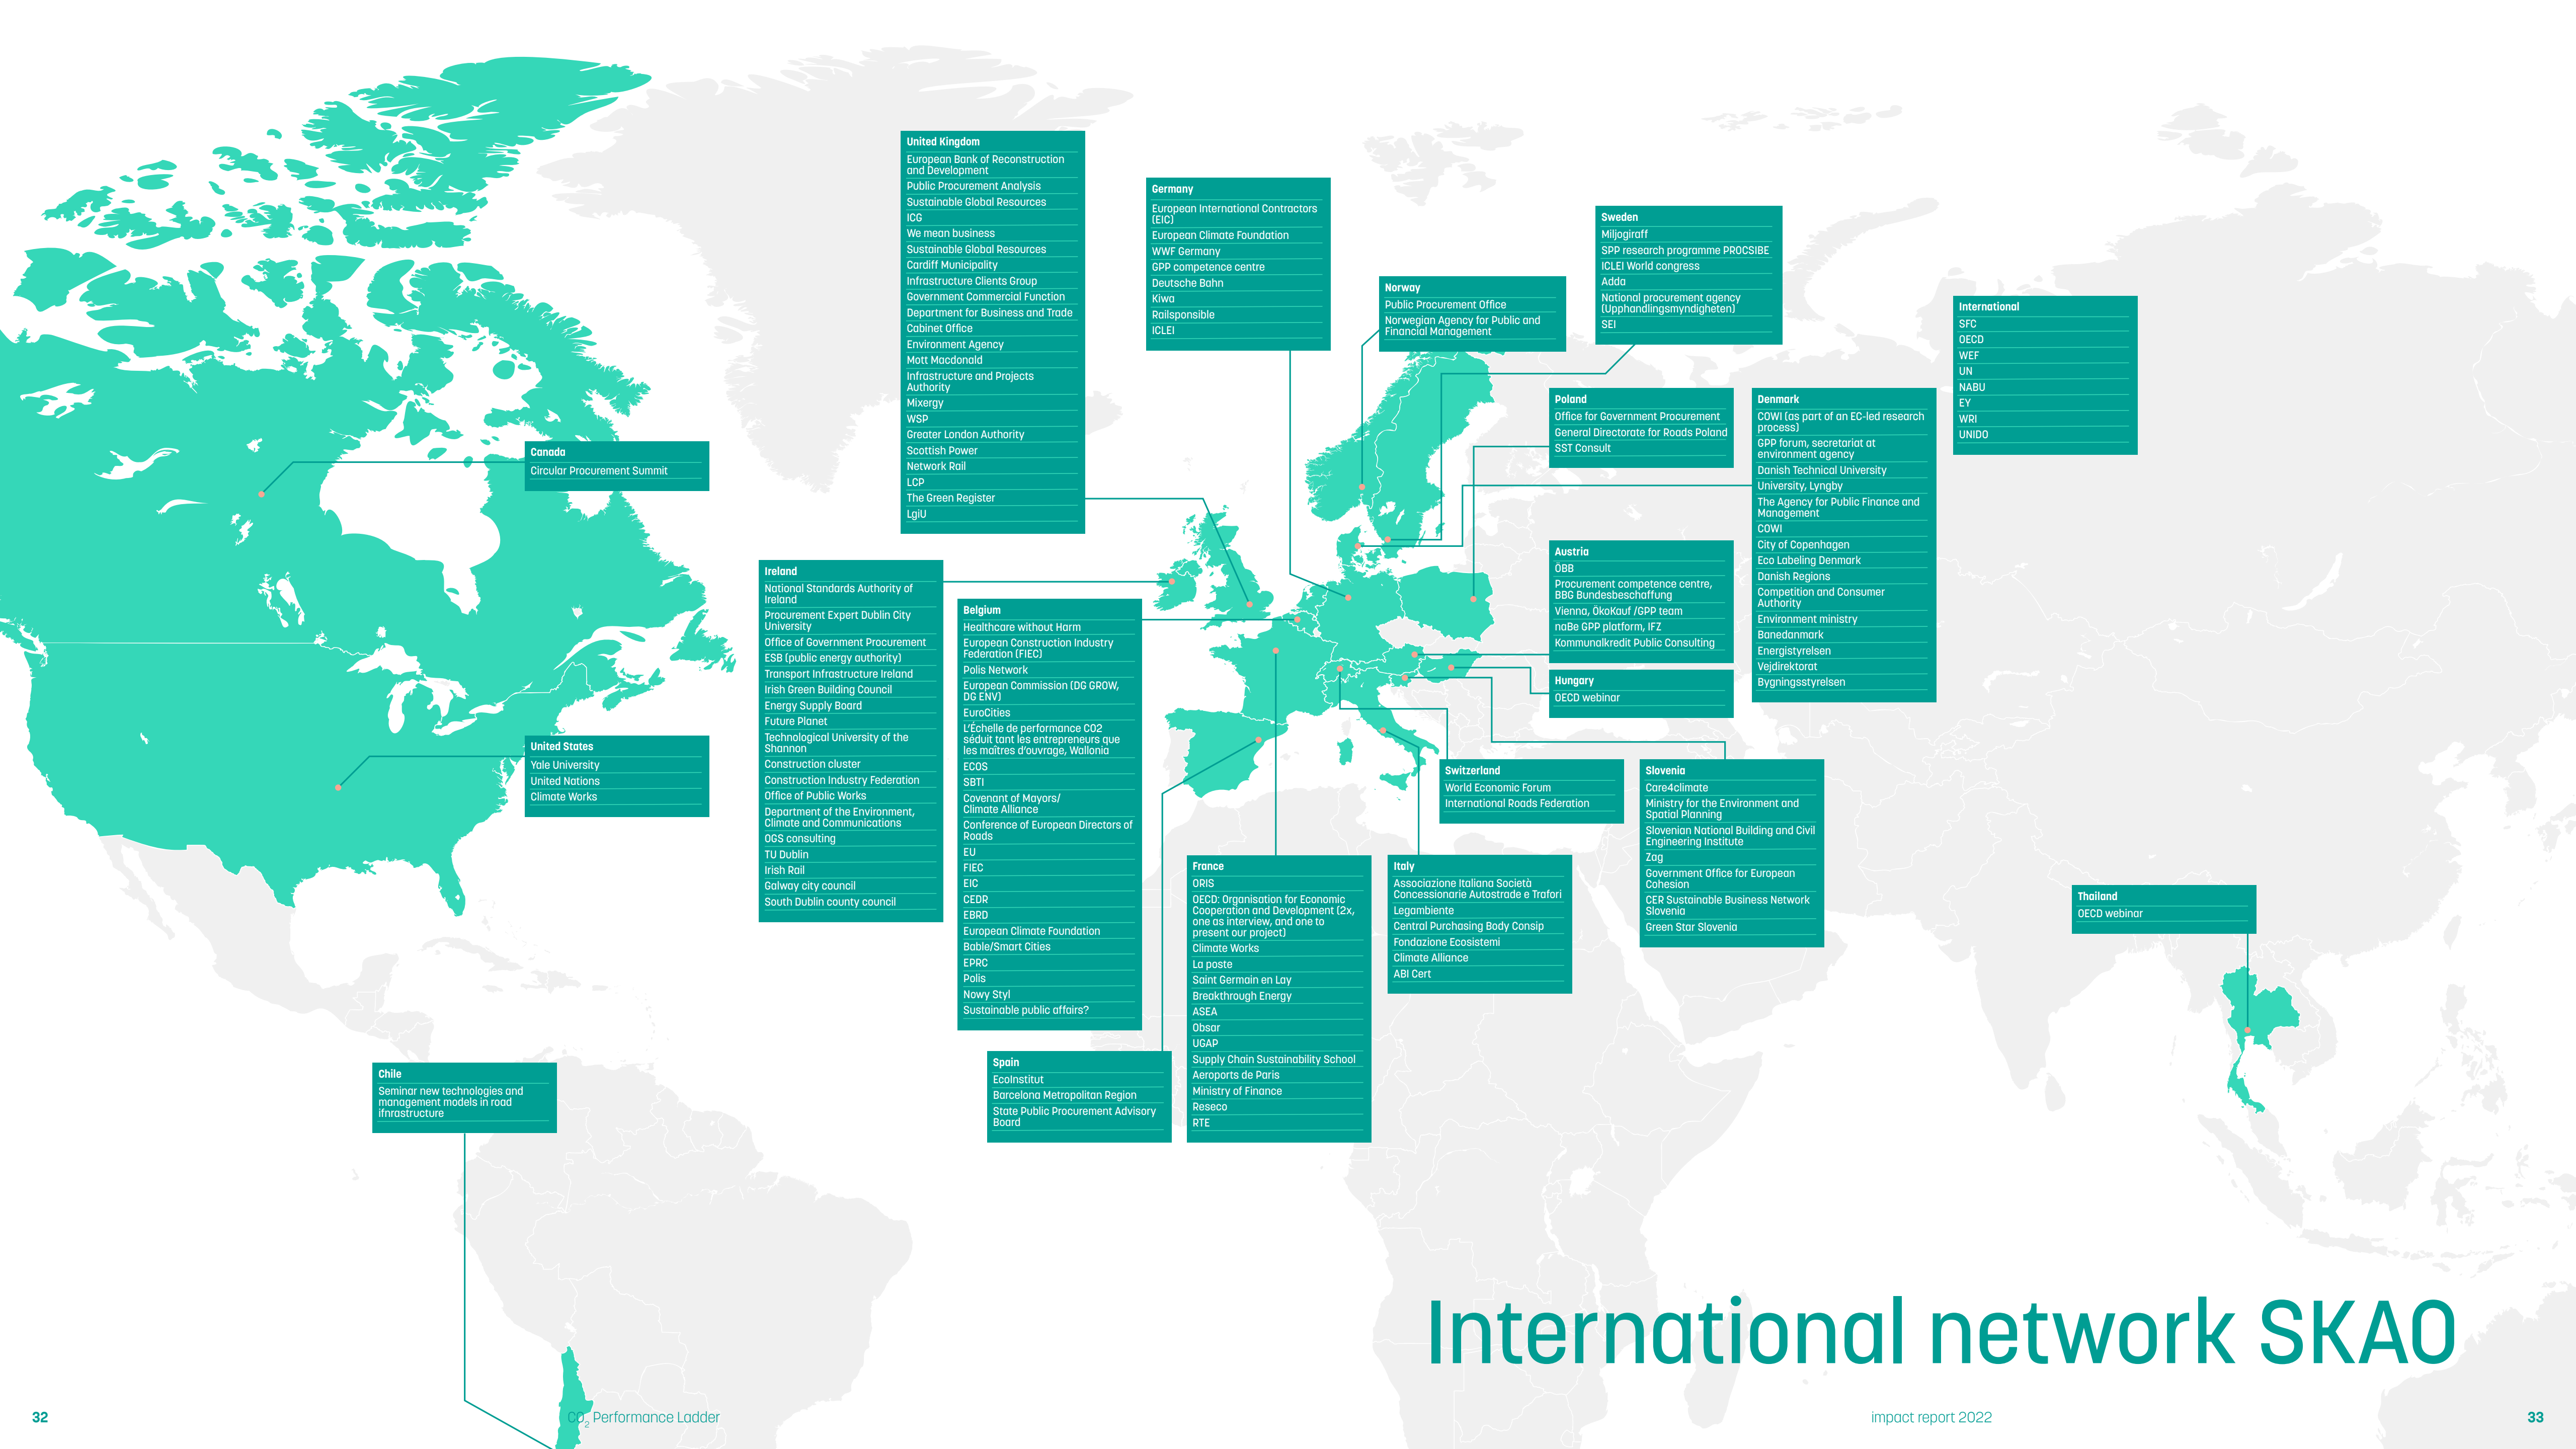 United Kingdom
European Bank of Reconstruction
and Development
Public Procurement Analysis
Sustainable Global Resources
ICG
We mean business
Sustainable Global Resources
Cardiff Municipality
Infrastructure Clients Group
Government Commercial Function
Department for Business and Trade
Cabinet Office
Environment Agency
Mott Macdonald
Infrastructure and Projects
Authority
Mixergy
WSP
Greater London Authority
Scottish Power
Network Rail
LCP
The Green Register
LgiU
Germany
European International Contractors
(EIC)
European Climate Foundation
WWF Germany
GPP competence centre
Deutsche Bahn
Kiwa
Railsponsible
ICLEI
Sweden
Miljogiraff
SPP research programme PROCSIBE
ICLEI World congress
Adda
National procurement agency
(Upphandlingsmyndigheten)
SEI
Norway
Public Procurement Office
Norwegian Agency for Public and
Financial Management
International
SFC
OECD
WEF
UN
NABU
EY
WRI
UNIDO
Poland
Office for Government Procurement
General Directorate for Roads Poland
SST Consult
Denmark
COWI (as part of an EC-led research
process)
GPP forum, secretariat at
environment agency
Danish Technical University
University, Lyngby
The Agency for Public Finance and
Management
COWI
City of Copenhagen
Eco Labeling Denmark
Danish Regions
Competition and Consumer
Authority
Environment ministry
Banedanmark
Energistyrelsen
Vejdirektorat
Bygningsstyrelsen
Canada
Circular Procurement Summit
Austria
ÖBB
Procurement competence centre,
BBG Bundesbeschaffung
Vienna, ÖkoKauf /GPP team
naBe GPP platform, IFZ
Kommunalkredit Public Consulting
Ireland
National Standards Authority of
Ireland
Procurement Expert Dublin City
University
Office of Government Procurement
ESB (public energy authority)
Transport Infrastructure Ireland
Irish Green Building Council
Energy Supply Board
Future Planet
Technological University of the
Shannon
Construction cluster
Construction Industry Federation
Office of Public Works
Department of the Environment,
Climate and Communications
OGS consulting
TU Dublin
Irish Rail
Galway city council
South Dublin county council
Belgium
Healthcare without Harm
European Construction Industry
Federation (FIEC)
Polis Network
European Commission (DG GROW,
DG ENV)
EuroCities
L'Échelle de performance CO2
séduit tant les entrepreneurs que
les maîtres d'ouvrage, Wallonia
ECOS
SBTI
Covenant of Mayors/
Climate Alliance
Conference of European Directors of
Roads
EU
FIEC
EIC
CEDR
EBRD
European Climate Foundation
Bable/Smart Cities
EPRC
Polis
Nowy Styl
Sustainable public affairs?
Hungary
OECD webinar
United States
Yale University
United Nations
Climate Works
Switzerland
World Economic Forum
International Roads Federation
Slovenia
Care4climate
Ministry for the Environment and
Spatial Planning
Slovenian National Building and Civil
Engineering Institute
Zag
Government Office for European
Cohesion
CER Sustainable Business Network
Slovenia
Green Star Slovenia
France
ORIS
OECD: Organisation for Economic
Cooperation and Development (2x,
one as interview, and one to
present our project)
Climate Works
La poste
Saint Germain en Lay
Breakthrough Energy
ASEA
Obsar
UGAP
Supply Chain Sustainability School
Aeroports de Paris
Ministry of Finance
Reseco
RTE
Italy
Associazione Italiana Società
Concessionarie Autostrade e Trafori
Legambiente
Central Purchasing Body Consip
Fondazione Ecosistemi
Climate Alliance
ABI Cert
Thailand
OECD webinar
Spain
EcoInstitut
Barcelona Metropolitan Region
State Public Procurement Advisory
Board
Chile
Seminar new technologies and
management models in road
ifnrastructure
International network SKAO
32
CO2 Performance Ladder
impact report 2022
33